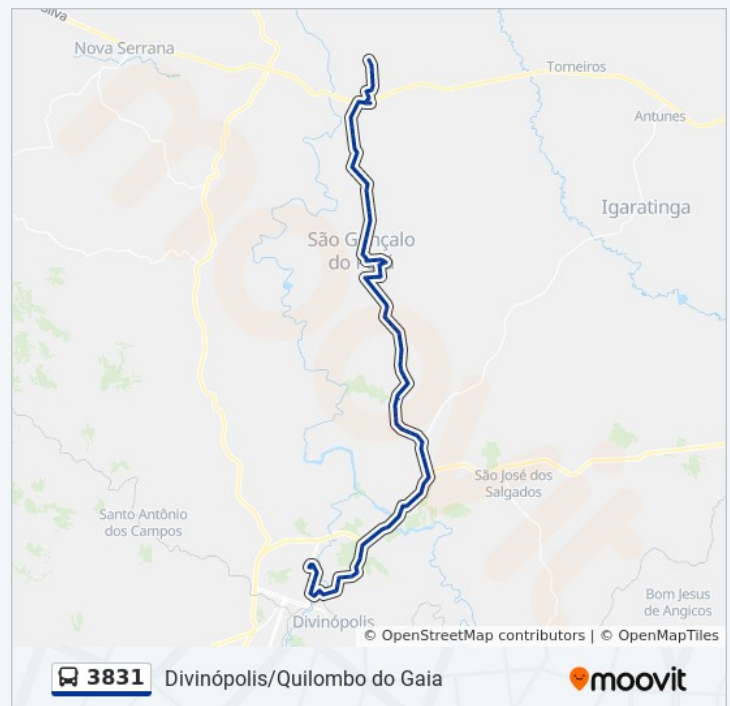 Silva
Nova Serrana
Torneiros
Antunes
Igaratinga
São Gonçalo
do Pará
São José dos
Salgados
Santo Antônio
dos Campos
Bom Jesus
de Angicos
Divinópolis
© OpenStreetMap contributors | © OpenMapTiles
3831 Divinópolis/Quilombo do Gaia
moovit